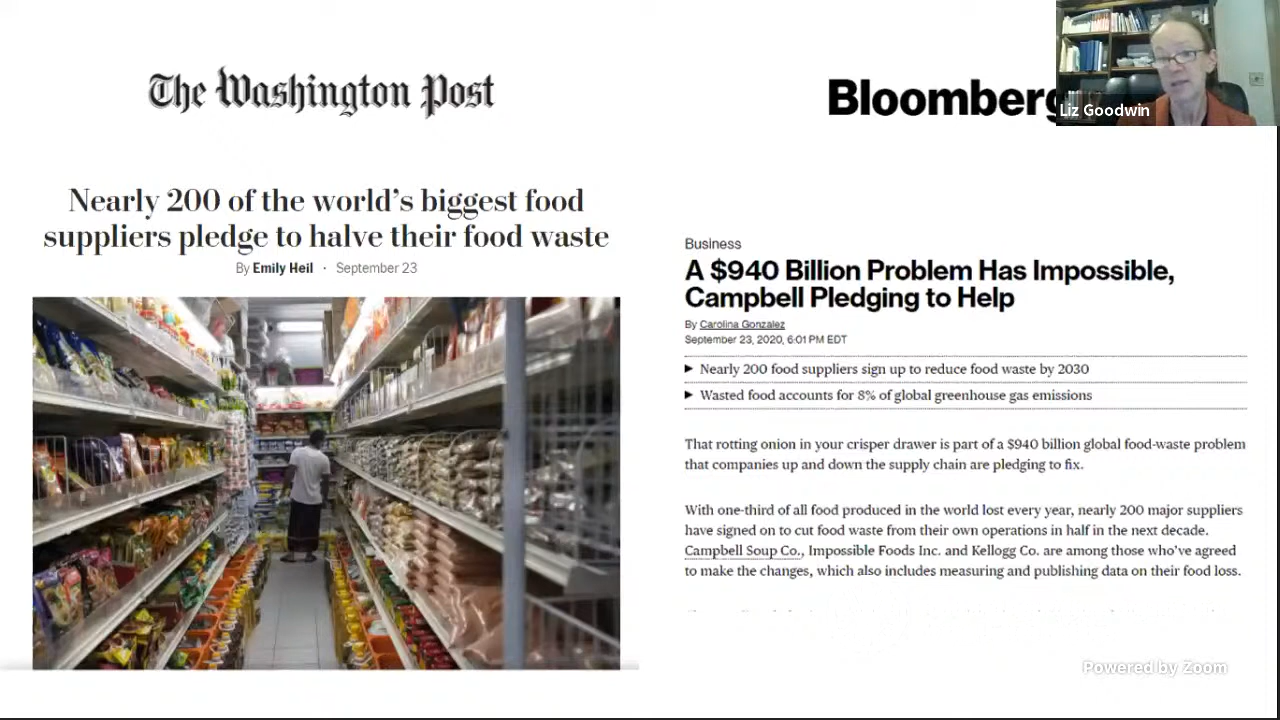 The Washington Post
Nearly 200 of the world's biggest food
suppliers pledge to halve their food waste
By Emily Heil · September 23
Bloomberg
Liz Goodwin
Business
A $940 Billion Problem Has Impossible,
Campbell Pledging to Help
By Carolina Gonzalez
September 23, 2020, 6:01 PM EDT
▶ Nearly 200 food suppliers sign up to reduce food waste by 2030
▶ Wasted food accounts for 8% of global greenhouse gas emissions
That rotting onion in your crisper drawer is part of a $940 billion global food-waste problem
that companies up and down the supply chain are pledging to fix.
With one-third of all food produced in the world lost every year, nearly 200 major suppliers
have signed on to cut food waste from their own operations in half in the next decade.
Campbell Soup Co., Impossible Foods Inc. and Kellogg Co. are among those who've agreed
to make the changes, which also includes measuring and publishing data on their food loss.
Powered by Zoom